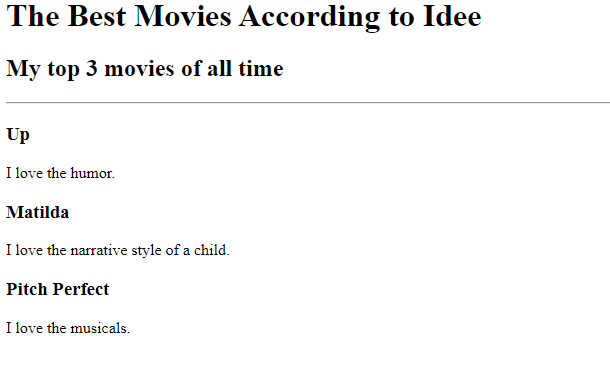 The Best Movies According to Idee
My top 3 movies of all time
Up
I love the humor.
Matilda
I love the narrative style of a child.
Pitch Perfect
I love the musicals.